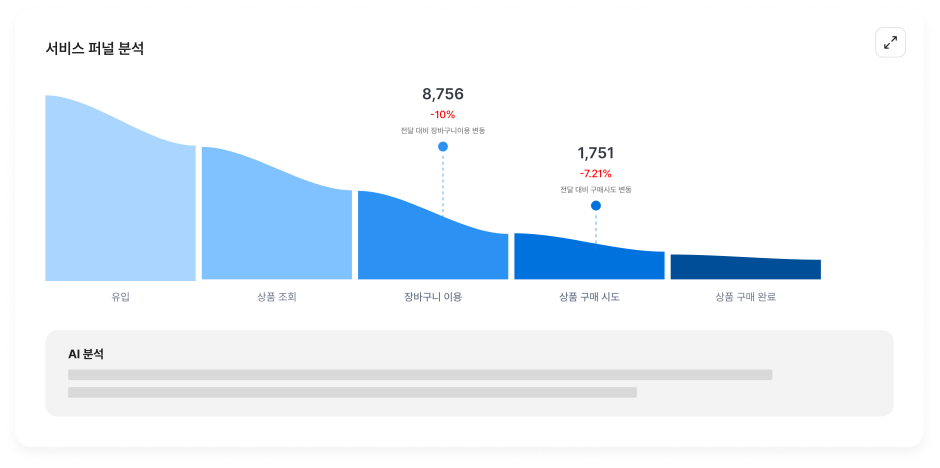 서비스 퍼널 분석
8,756
-10%
전달 대비 장바구니이용 변동
1,751
-7.21%
전달 대비 구매시도 변동
유입
상품 조회
장바구니 이용
상품 구매 시도
상품 구매 완료
AI 분석